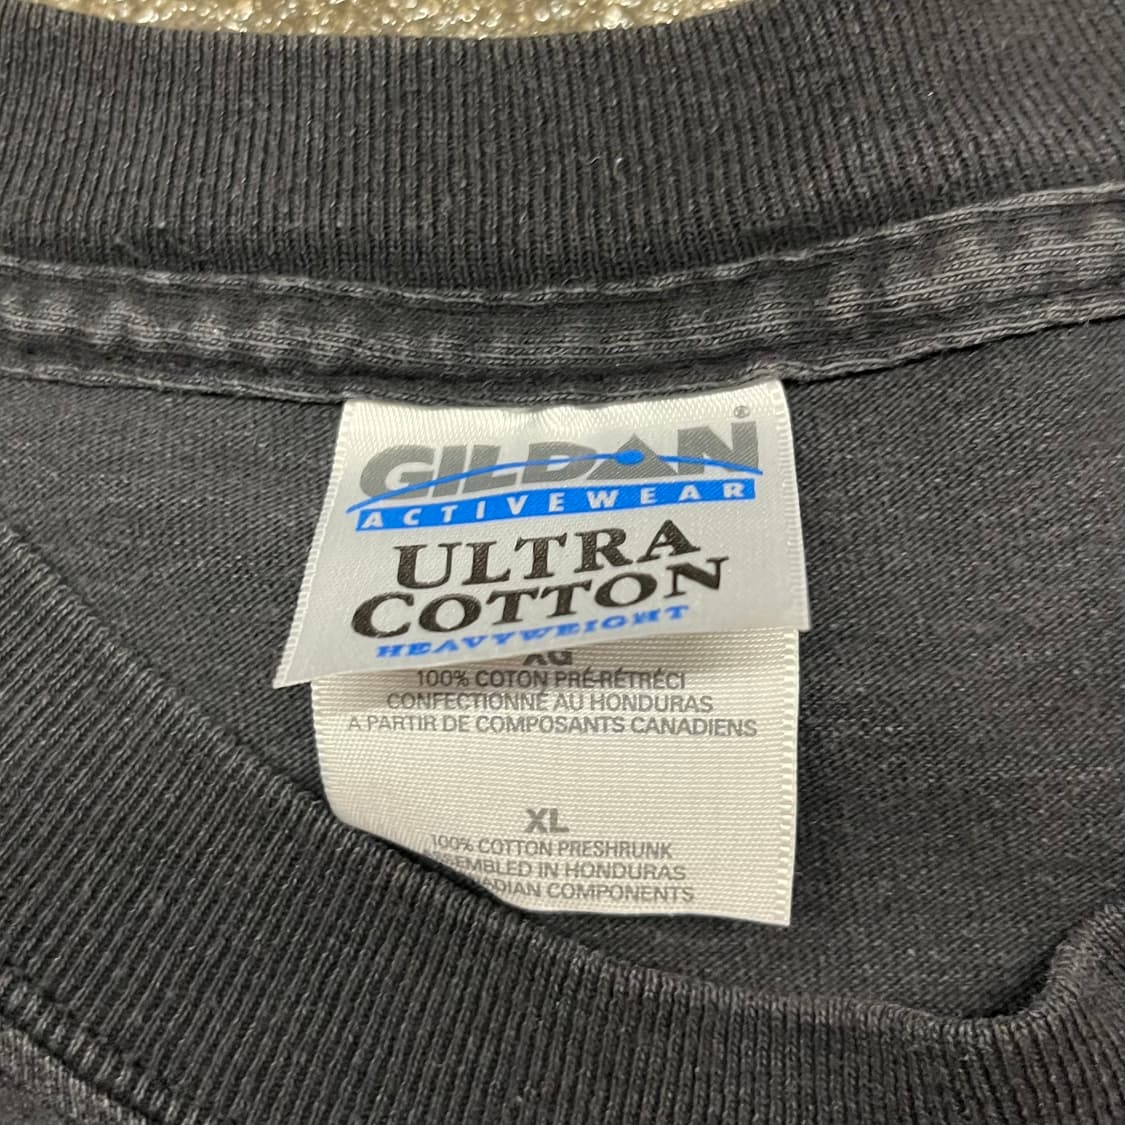 GILDAN®
ACTIVEWEAR
ULTRA
COTTON
HEAVYWEIGHT
XG
100% COTON PRÉ-RÉTRÉCI
CONFECTIONNÉ AU HONDURAS
A PARTIR DE COMPOSANTS CANADIENS
XL
100% COTTON PRESHRUNK
IN HONDURAS
COMPONENTS